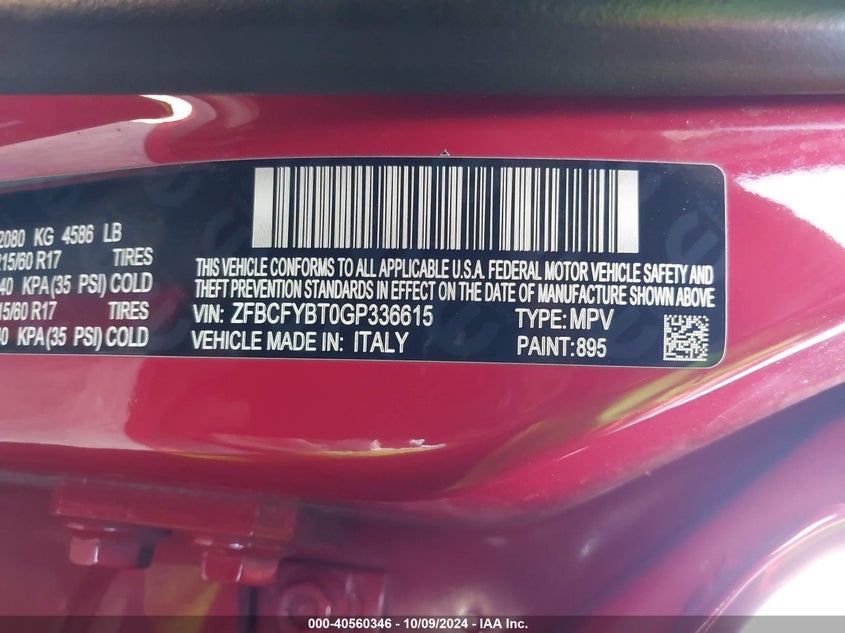 2080 KG 4586 LB
215/60 R17 TIRES
40 KPA (35 PSI) COLD
15/60 R17 TIRES
40 KPA (35 PSI) COLD
THIS VEHICLE CONFORMS TO ALL APPLICABLE U.S.A. FEDERAL MOTOR VEHICLE SAFETY AND
THEFT PREVENTION STANDARDS IN EFFECT ON THE DATE OF MANUFACTURE SHOWN ABOVE
VIN: ZFBCFYBT0GP336615 TYPE: MPV
VEHICLE MADE IN: ITALY PAINT: 895
000-40560346 - 10/09/2024 - IAA Inc.